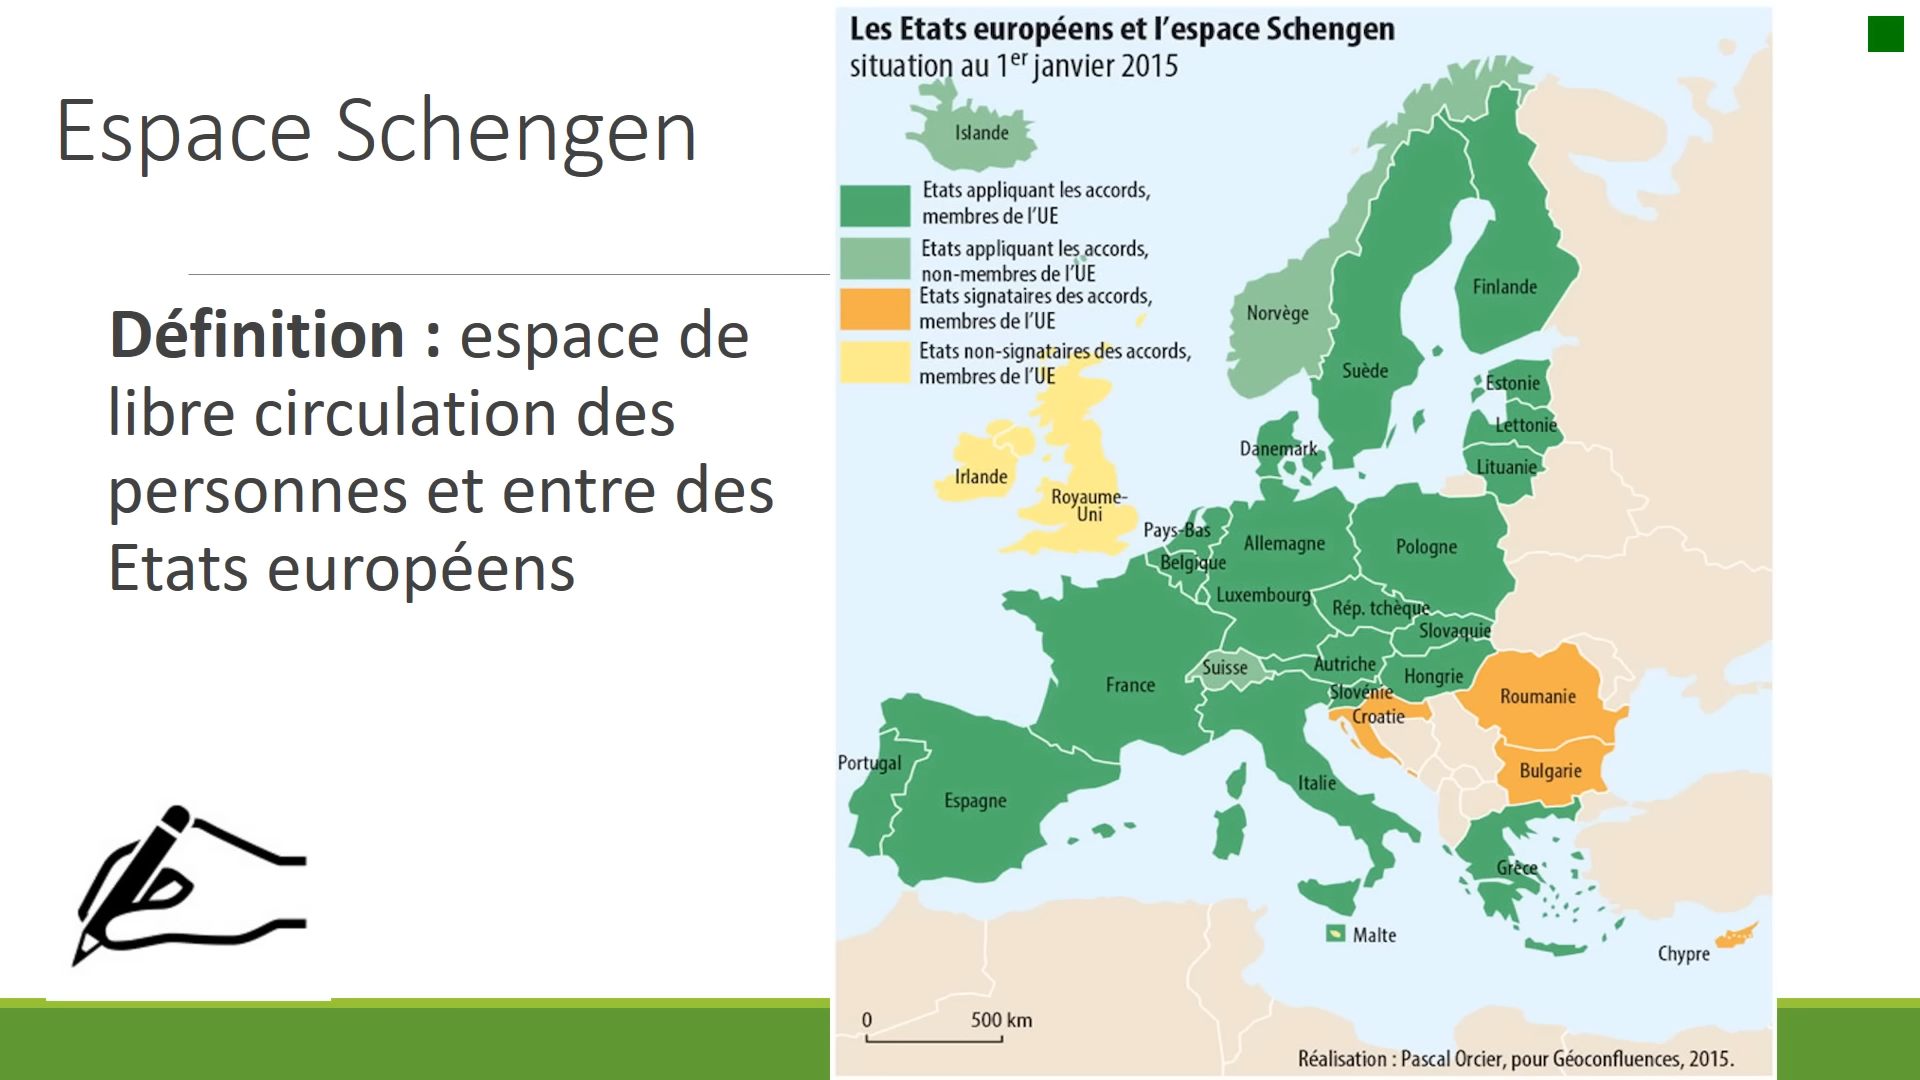 Espace Schengen
Définition : espace de
libre circulation des
personnes et entre des
Etats européens
Les Etats européens et l'espace Schengen
situation au 1er janvier 2015
Islande
Etats appliquant les accords,
membres de l'UE
Etats appliquant les accords,
non-membres de l'UE
Etats signataires des accords,
membres de l'UE
Etats non-signataires des accords,
membres de l'UE
Finlande
Norvège
Suède
Estonie
Lettonie
Danemark
Lituanie
Irlande
Royaume-
Uni
Pays-Bas
Allemagne
Pologne
Belgique
Luxembourg
Rép. tchèque
Slovaquie
Suisse
Autriche
Hongrie
France
Slovénie
Roumanie
Croatie
Portugal
Bulgarie
Italie
Espagne
Grèce
Malte
Chypre
0 500 km
Réalisation : Pascal Orcier, pour Géoconfluences, 2015.